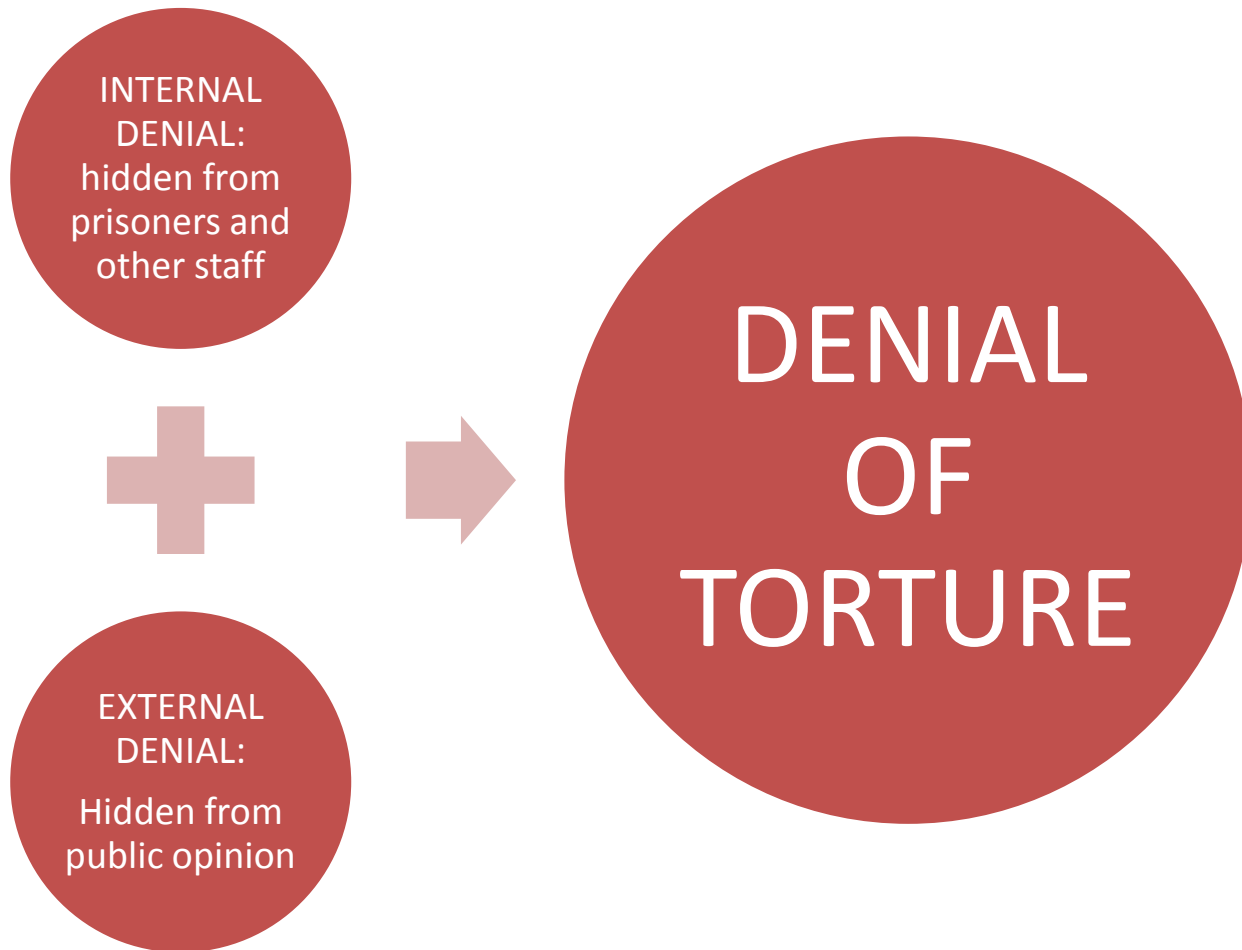 INTERNAL
DENIAL:
hidden from
prisoners and
other staff
EXTERNAL
DENIAL:
Hidden from
public opinion
DENIAL
OF
TORTURE